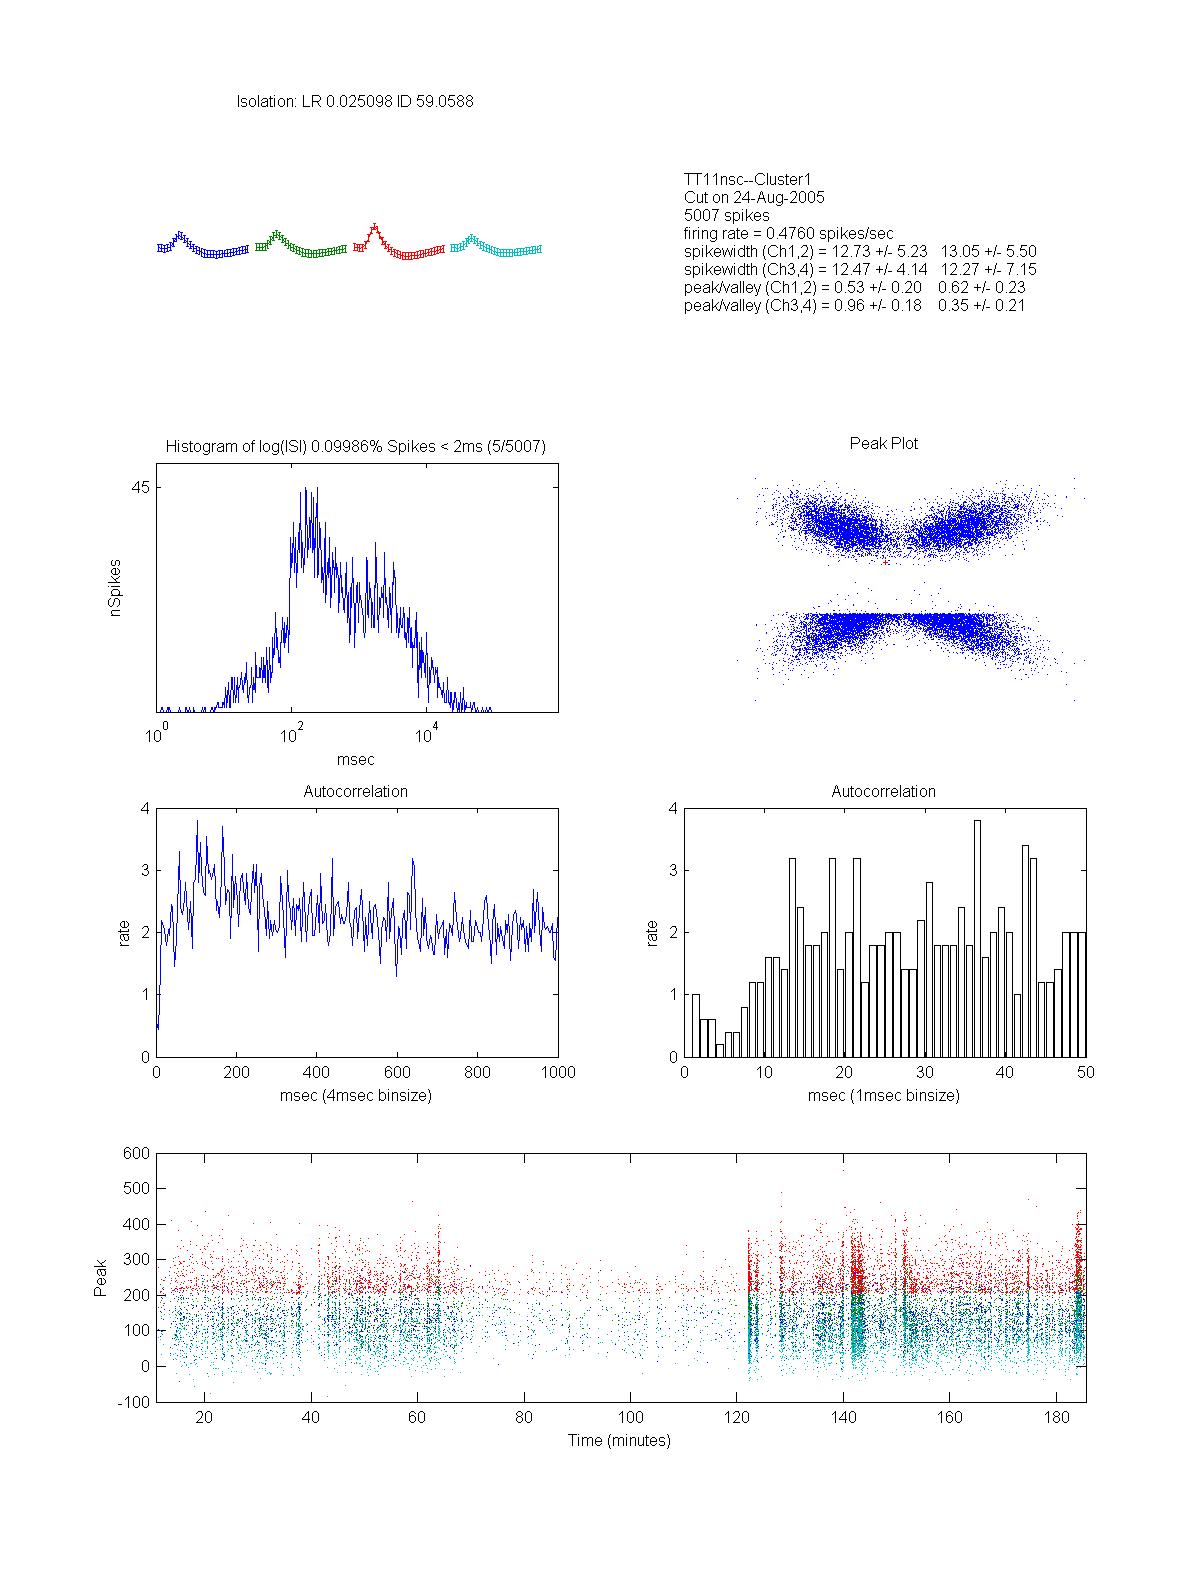 Isolation: LR 0.025098 ID 59.0588
TT11nsc--Cluster1
Cut on 24-Aug-2005
5007 spikes
firing rate = 0.4760 spikes/sec
spikewidth (Ch1,2) = 12.73 +/- 5.23 13.05 +/- 5.50
spikewidth (Ch3,4) = 12.47 +/- 4.14 12.27 +/- 7.15
peak/valley (Ch1,2) = 0.53 +/- 0.20 0.62 +/- 0.23
peak/valley (Ch3,4) = 0.96 +/- 0.18 0.35 +/- 0.21
Histogram of log(ISI) 0.09986% Spikes < 2ms (5/5007)
45
nSpikes
10^0 10^2 10^4
msec
Peak Plot
Autocorrelation
4
3
2
1
0
rate
0 200 400 600 800 1000
msec (4msec binsize)
Autocorrelation
4
3
2
1
0
rate
0 10 20 30 40 50
msec (1msec binsize)
600
500
400
300
200
100
0
-100
Peak
20 40 60 80 100 120 140 160 180
Time (minutes)